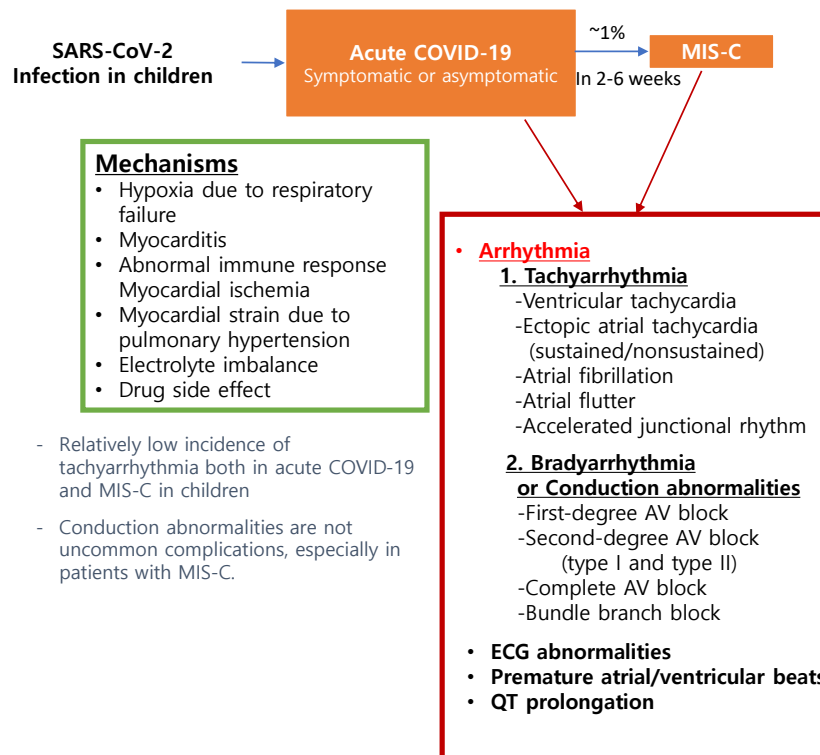 SARS-CoV-2
Infection in children
Acute COVID-19
Symptomatic or asymptomatic
~1%
In 2-6 weeks
MIS-C
Mechanisms
• Hypoxia due to respiratory
failure
• Myocarditis
• Abnormal immune response
Myocardial ischemia
• Myocardial strain due to
pulmonary hypertension
• Electrolyte imbalance
• Drug side effect
- Relatively low incidence of
tachyarrhythmia both in acute COVID-19
and MIS-C in children
- Conduction abnormalities are not
uncommon complications, especially in
patients with MIS-C.
• Arrhythmia
1. Tachyarrhythmia
-Ventricular tachycardia
-Ectopic atrial tachycardia
(sustained/nonsustained)
-Atrial fibrillation
-Atrial flutter
-Accelerated junctional rhythm
2. Bradyarrhythmia
or Conduction abnormalities
-First-degree AV block
-Second-degree AV block
(type I and type II)
-Complete AV block
-Bundle branch block
• ECG abnormalities
• Premature atrial/ventricular beats
• QT prolongation